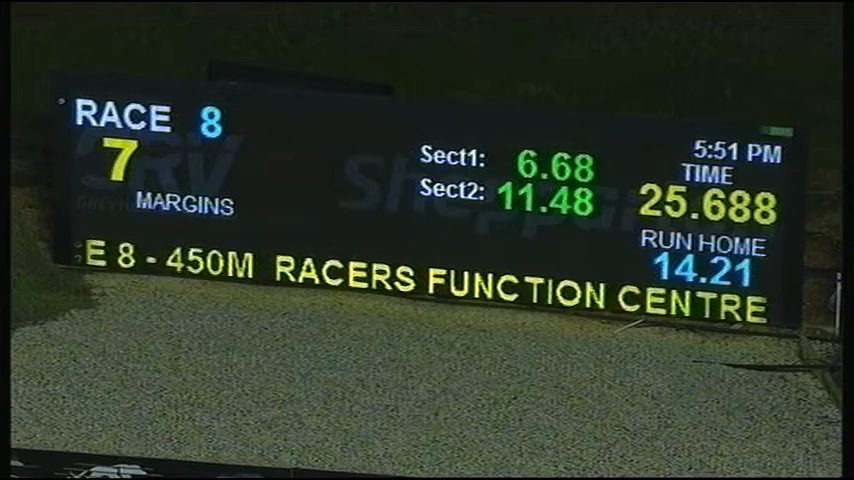 RACE 8
7
MARGINS
Sect1: 6.68
Sect2: 11.48
5:51 PM
TIME
25.688
RUN HOME
14.21
E 8 - 450M RACERS FUNCTION CENTRE